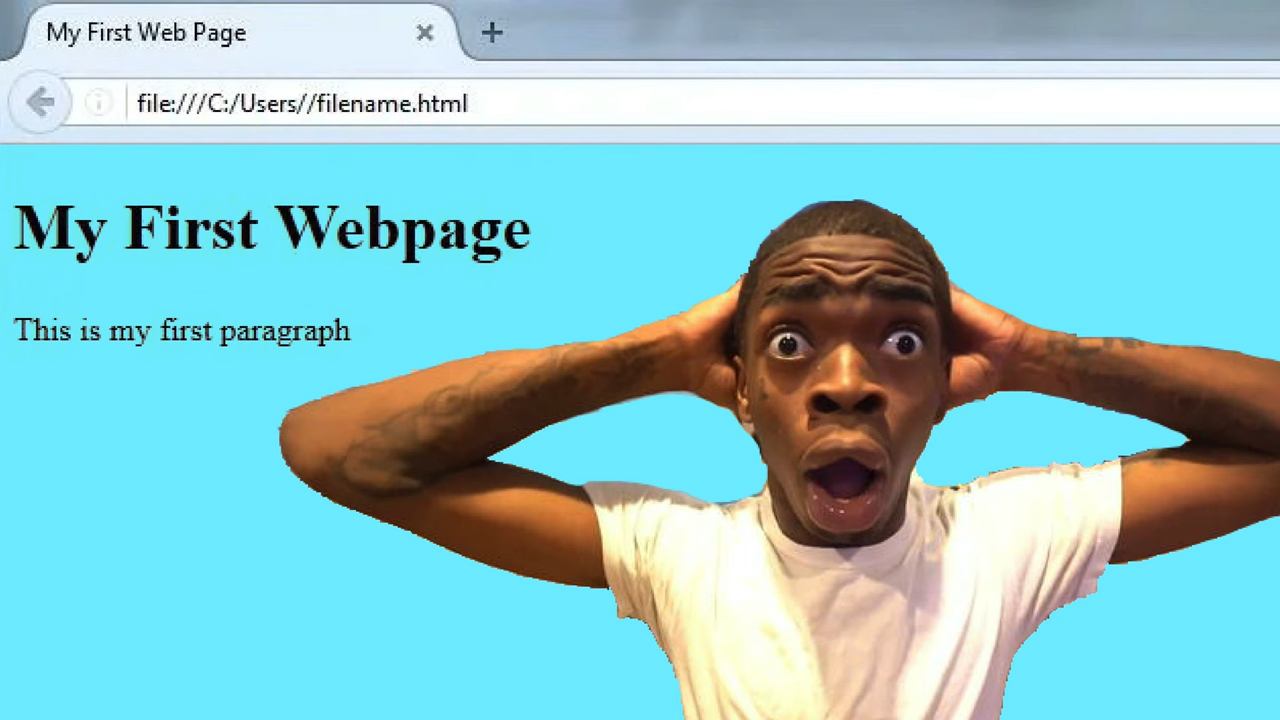 My First Web Page
file:///C:/Users//filename.html
My First Webpage
This is my first paragraph